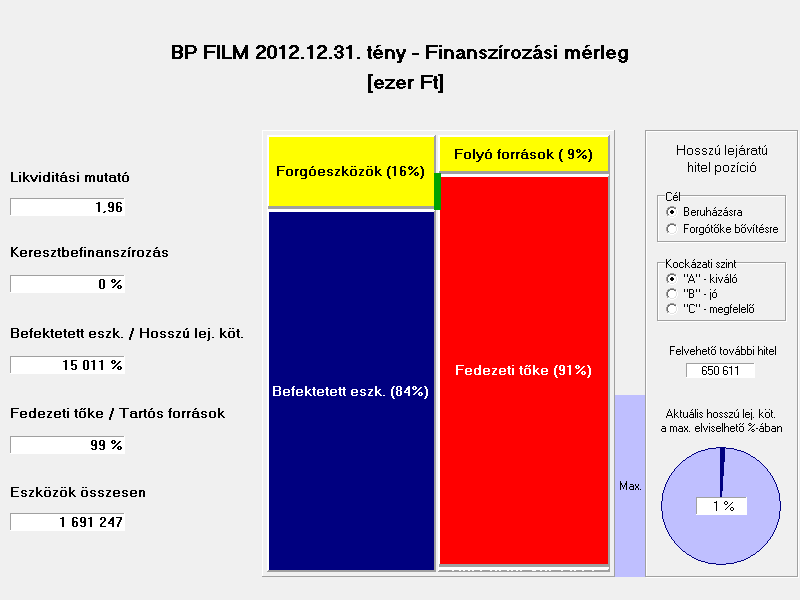 BP FILM 2012.12.31. tény - Finanszírozási mérleg
[ezer Ft]
Likviditási mutató
1,96
Keresztbefinanszírozás
0 %
Befektetett eszk. / Hosszú lej. köt.
15 011 %
Fedezeti tőke / Tartós források
99 %
Eszközök összesen
1 691 247
Forgóeszközök (16%)
Befektetett eszk. (84%)
Folyó források ( 9%)
Fedezeti tőke (91%)
Max.
Hosszú lejáratú
hitel pozíció
Cél
Beruházásra
Forgótőke bővítésre
Kockázati szint
"A" - kiváló
"B" - jó
"C" - megfelelő
Felvehető további hitel
650 611
Aktuális hosszú lej. köt.
a max. elviselhető %-ában
1 %